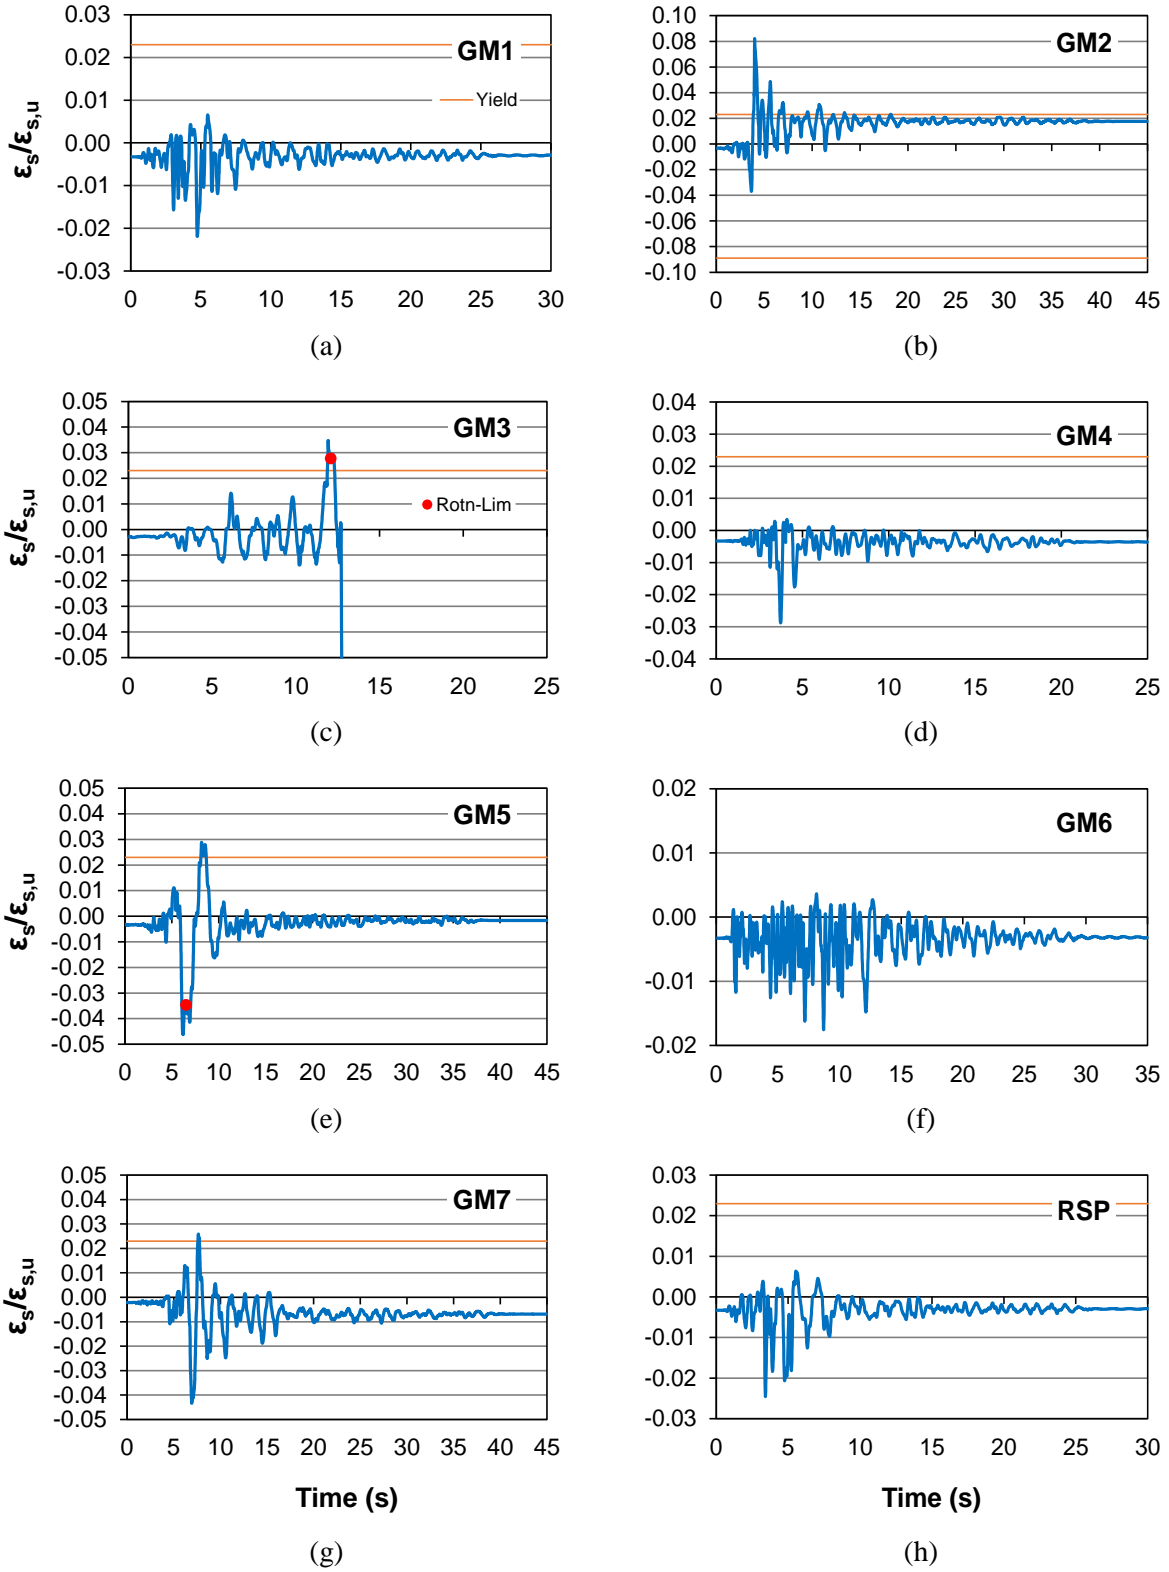 0.03
0.02
0.01
0.00
-0.01
-0.02
-0.03
εs/εs,u
GM1
Yield
0 5 10 15 20 25 30
(a)
0.10
0.08
0.06
0.04
0.02
0.00
-0.02
-0.04
-0.06
-0.08
-0.10
GM2
0 5 10 15 20 25 30 35 40 45
(b)
0.05
0.04
0.03
0.02
0.01
0.00
-0.01
-0.02
-0.03
-0.04
-0.05
εs/εs,u
GM3
Rotn-Lim
0 5 10 15 20 25
(c)
0.04
0.03
0.02
0.01
0.00
-0.01
-0.02
-0.03
-0.04
GM4
0 5 10 15 20 25
(d)
0.05
0.04
0.03
0.02
0.01
0.00
-0.01
-0.02
-0.03
-0.04
-0.05
εs/εs,u
GM5
0 5 10 15 20 25 30 35 40 45
(e)
0.02
0.01
0.00
-0.01
-0.02
GM6
0 5 10 15 20 25 30 35
(f)
0.05
0.04
0.03
0.02
0.01
0.00
-0.01
-0.02
-0.03
-0.04
-0.05
εs/εs,u
GM7
0 5 10 15 20 25 30 35 40 45
Time (s)
(g)
0.03
0.02
0.01
0.00
-0.01
-0.02
-0.03
RSP
0 5 10 15 20 25 30
Time (s)
(h)